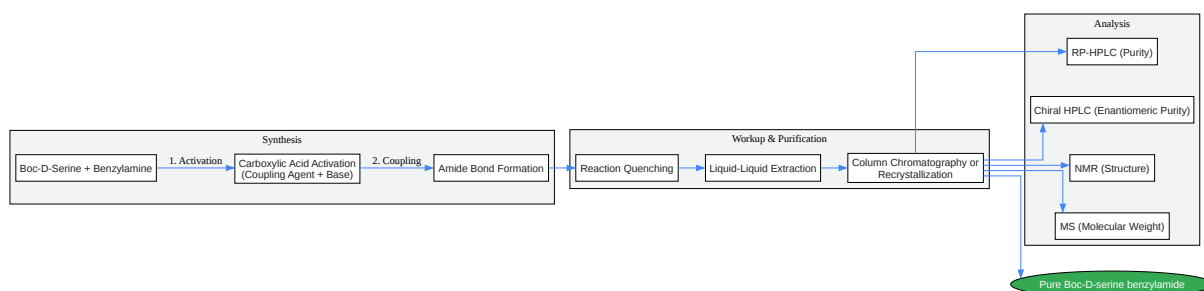 Synthesis
Boc-D-Serine + Benzylamine
1. Activation
Carboxylic Acid Activation
(Coupling Agent + Base)
2. Coupling
Amide Bond Formation
Workup & Purification
Reaction Quenching
Liquid-Liquid Extraction
Column Chromatography or
Recrystallization
Analysis
RP-HPLC (Purity)
Chiral HPLC (Enantiomeric Purity)
NMR (Structure)
MS (Molecular Weight)
Pure Boc-D-serine benzylamide